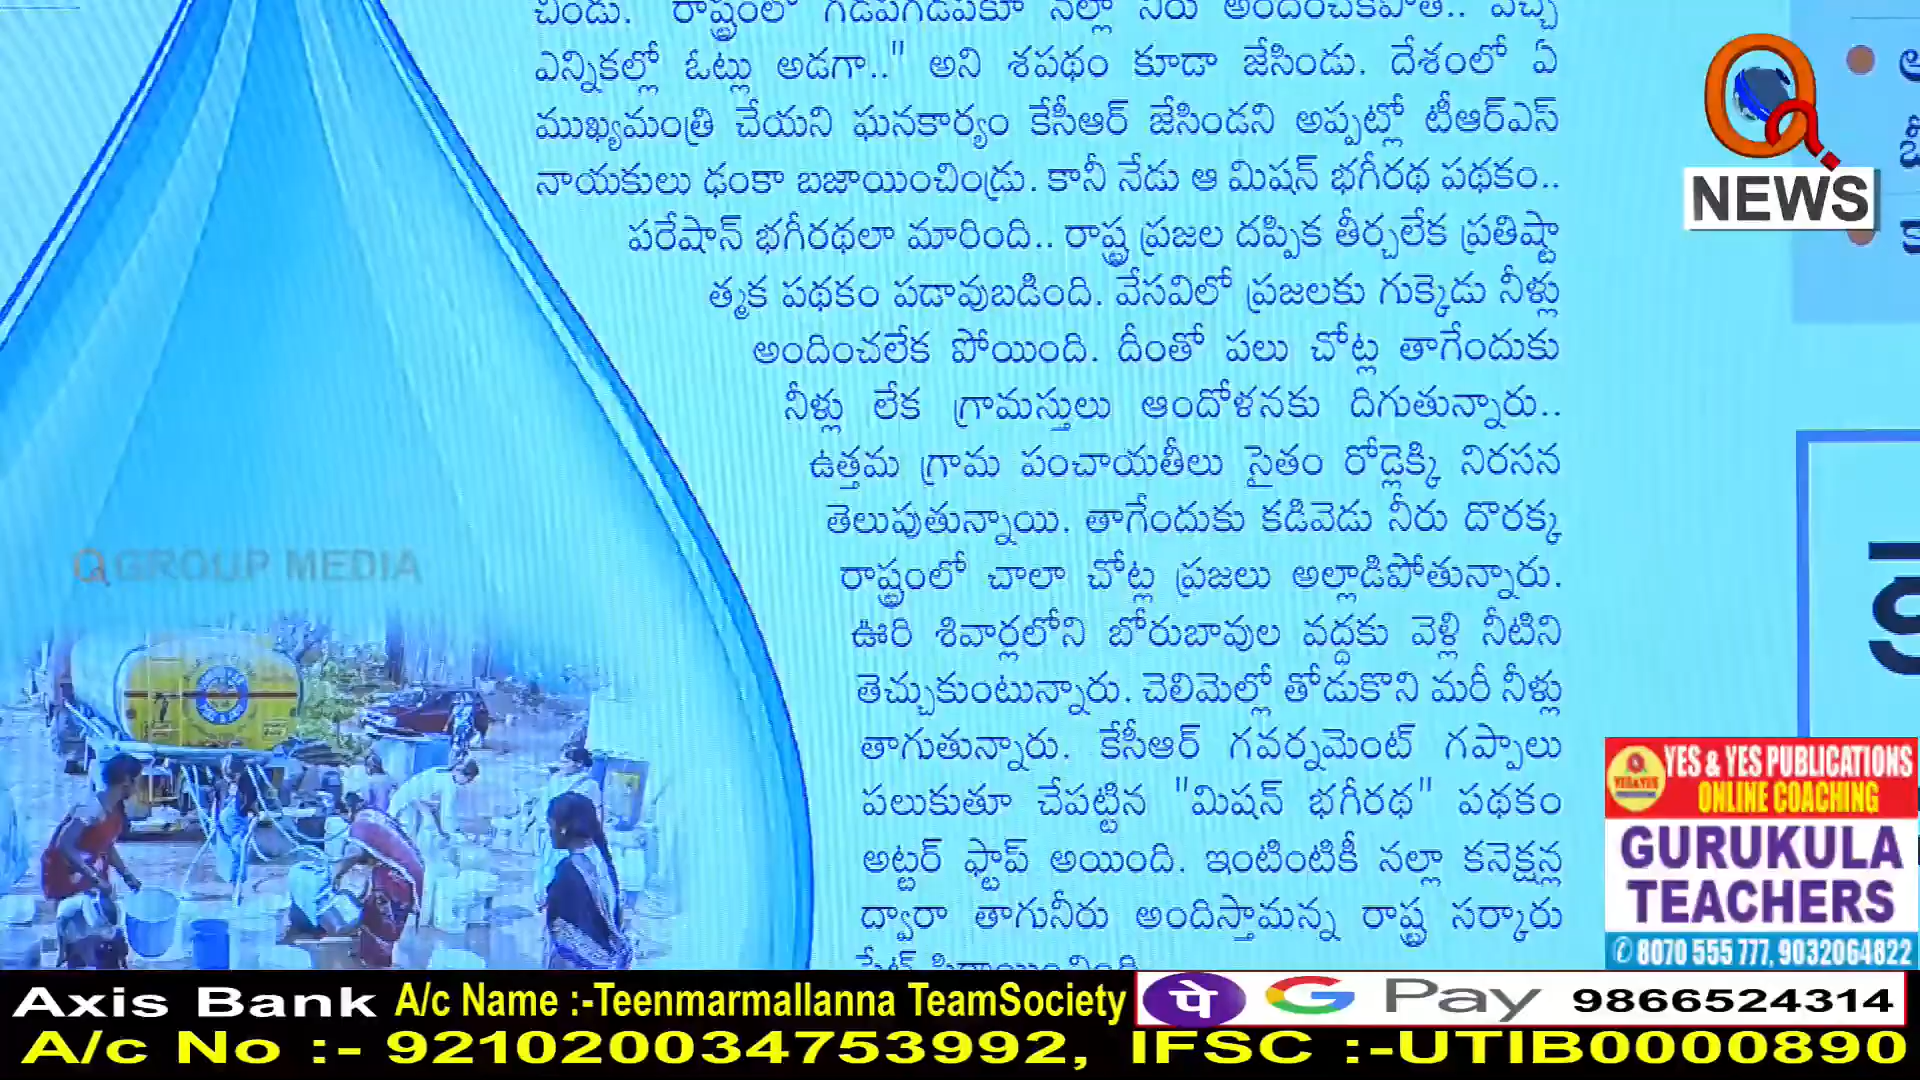 చిండు. రాష్ట్రంలో గడపగడపకూ నల్లా నీరు అందించకపోతే.. వచ్చే
ఎన్నికల్లో ఓట్లు అడగా.." అని శపథం కూడా జేసిండు. దేశంలో ఏ
ముఖ్యమంత్రి చేయని ఘనకార్యం కేసీఆర్ జేసిండని అప్పట్లో టీఆర్ఎస్
నాయకులు ఢంకా బజాయించిండ్రు. కానీ నేడు ఆ మిషన్ భగీరథ పథకం..
పరేషాన్ భగీరథలా మారింది.. రాష్ట్ర ప్రజల దప్పిక తీర్చలేక ప్రతిష్టా
త్మక పథకం పడావుబడింది. వేసవిలో ప్రజలకు గుక్కెడు నీళ్లు
అందించలేక పోయింది. దీంతో పలు చోట్ల తాగేందుకు
నీళ్లు లేక గ్రామస్తులు ఆందోళనకు దిగుతున్నారు..
ఉత్తమ గ్రామ పంచాయతీలు సైతం రోడ్లెక్కి నిరసన
తెలుపుతున్నాయి. తాగేందుకు కడివెడు నీరు దొరక్క
రాష్ట్రంలో చాలా చోట్ల ప్రజలు అల్లాడిపోతున్నారు.
ఊరి శివార్లలోని బోరుబావుల వద్దకు వెళ్లి నీటిని
తెచ్చుకుంటున్నారు. చెలిమెల్లో తోడుకొని మరీ నీళ్లు
తాగుతున్నారు. కేసీఆర్ గవర్నమెంట్ గప్పాలు
పలుకుతూ చేపట్టిన "మిషన్ భగీరథ" పథకం
అట్టర్ ఫ్లాప్ అయింది. ఇంటింటికీ నల్లా కనెక్షన్ల
ద్వారా తాగునీరు అందిస్తామన్న రాష్ట్ర సర్కారు
Q GROUP MEDIA
Q
NEWS
YES & YES PUBLICATIONS
ONLINE COACHING
GURUKULA
TEACHERS
8070 555 777, 9032064822
Axis Bank A/c Name :-Teenmarmallanna TeamSociety
पे G Pay 9866524314
A/c No :- 921020034753992, IFSC :-UTIB0000890